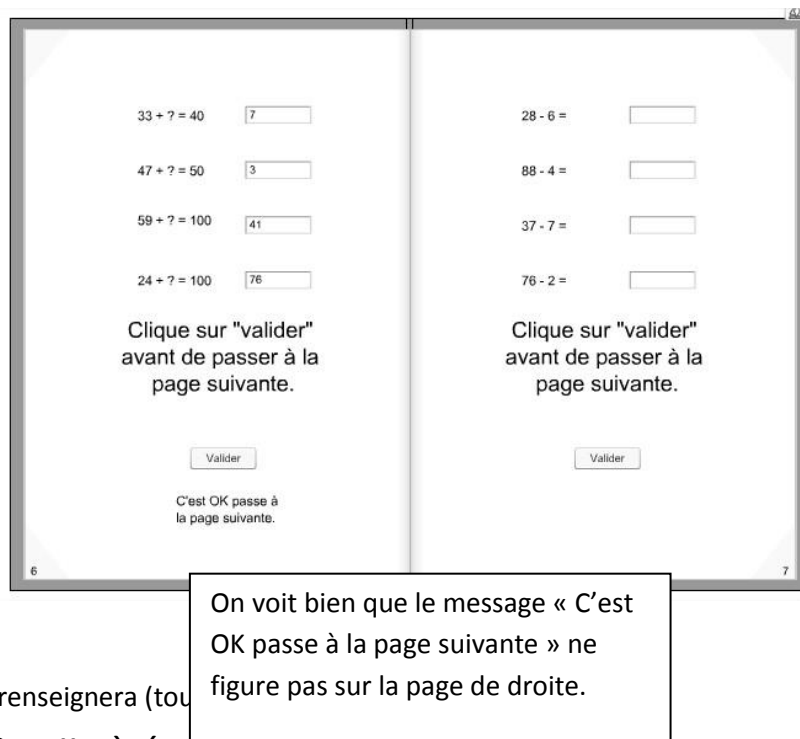 33 + ? = 40 7
47 + ? = 50 3
59 + ? = 100 41
24 + ? = 100 76
Clique sur "valider"
avant de passer à la
page suivante.
Valider
C'est OK passe à
la page suivante.
6
28 - 6 =
88 - 4 =
37 - 7 =
76 - 2 =
Clique sur "valider"
avant de passer à la
page suivante.
Valider
7
On voit bien que le message « C'est
OK passe à la page suivante » ne
figure pas sur la page de droite.
renseignera (tou